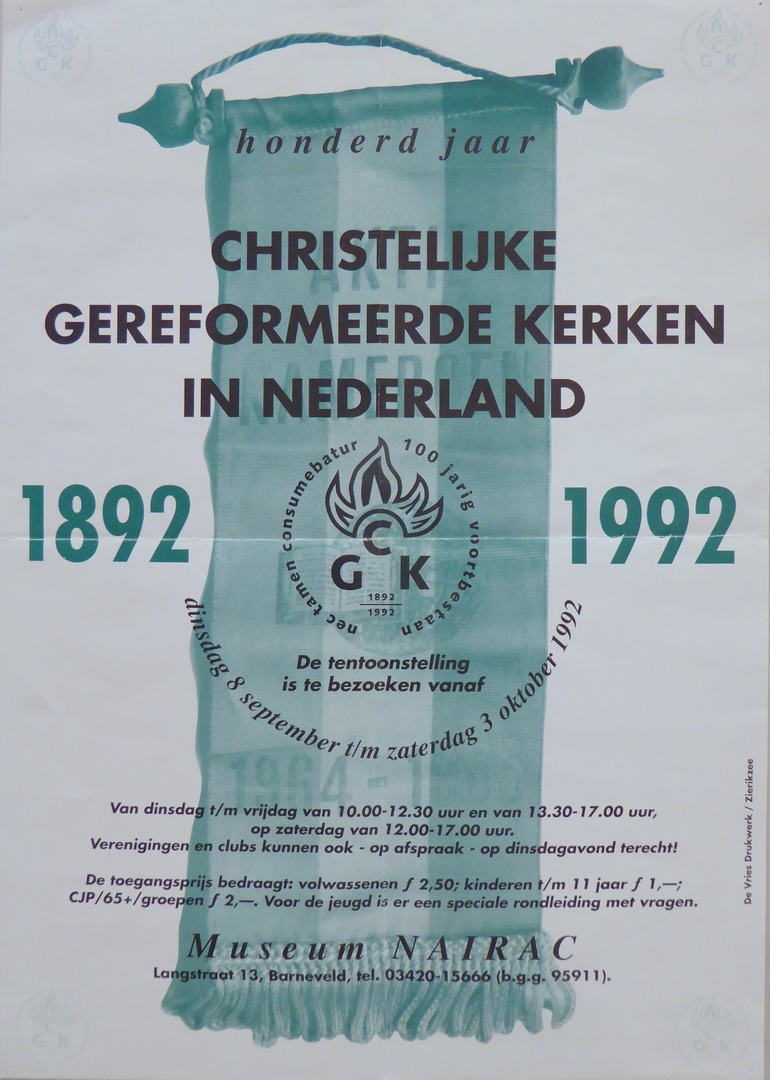 honderd jaar
CHRISTELIJKE
GEREFORMEERDE KERKEN
IN NEDERLAND
1892
1992
nec tamen consumebatur
100 jarig voortbestaan
C
G K
1892
1992
De tentoonstelling
is te bezoeken vanaf
dinsdag 8 september t/m zaterdag 3 oktober 1992
Van dinsdag t/m vrijdag van 10.00-12.30 uur en van 13.30-17.00 uur,
op zaterdag van 12.00-17.00 uur.
Verenigingen en clubs kunnen ook - op afspraak - op dinsdagavond terecht!
De toegangsprijs bedraagt: volwassenen ƒ 2,50; kinderen t/m 11 jaar ƒ 1,—;
CJP/65+/groepen ƒ 2,—. Voor de jeugd is er een speciale rondleiding met vragen.
Museum NAIRAC
Langstraat 13, Barneveld, tel. 03420-15666 (b.g.g. 95911).
De Vries Drukwerk / Zierikzee